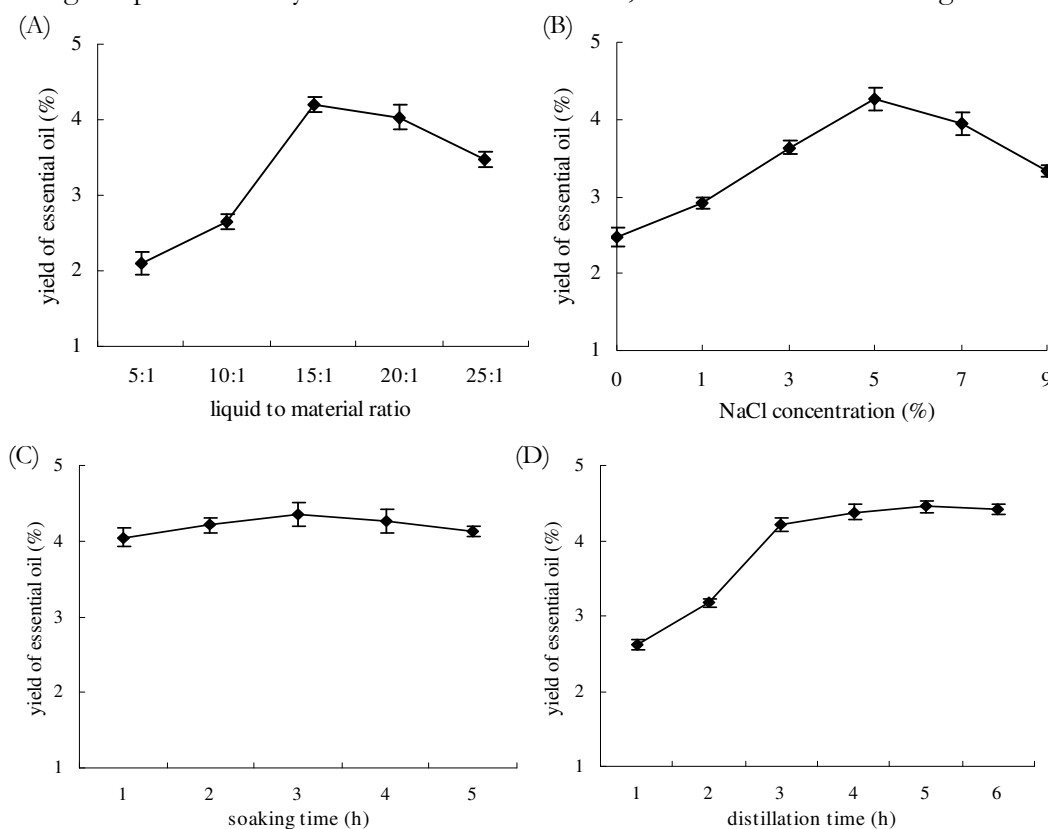 (A)
5
4
3
2
1
yield of essential oil (%)
5:1 10:1 15:1 20:1 25:1
liquid to material ratio
(B)
5
4
3
2
1
yield of essential oil (%)
0 1 3 5 7 9
NaCl concentration (%)
(C)
5
4
3
2
1
yield of essential oil (%)
1 2 3 4 5
soaking time (h)
(D)
5
4
3
2
1
yield of essential oil (%)
1 2 3 4 5 6
distillation time (h)